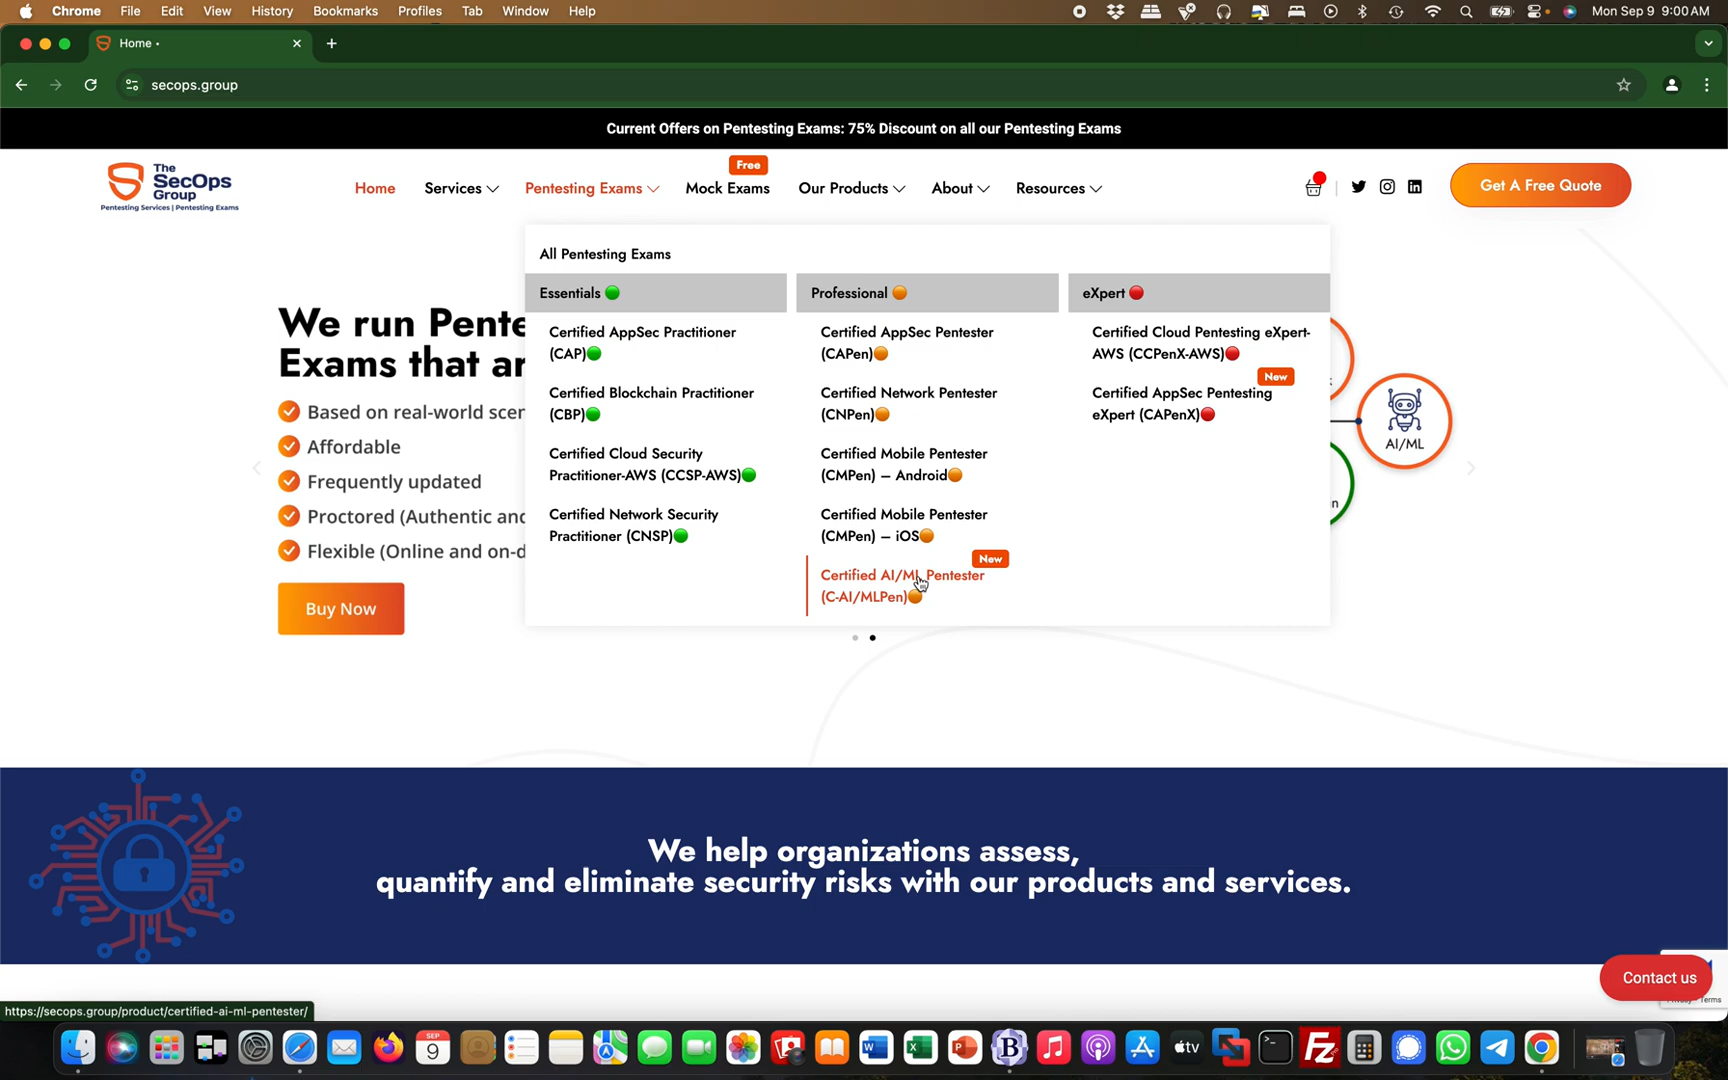 Chrome File Edit View History Bookmarks Profiles Tab Window Help Mon Sep 9 9:00 AM
Home •
secops.group
Current Offers on Pentesting Exams: 75% Discount on all our Pentesting Exams
The
SecOps
Group
Pentesting Services | Pentesting Exams
Home Services Pentesting Exams Free Mock Exams Our Products About Resources Get A Free Quote
All Pentesting Exams
Essentials Professional eXpert
Certified AppSec Practitioner
(CAP)
Certified Blockchain Practitioner
(CBP)
Certified Cloud Security
Practitioner-AWS (CCSP-AWS)
Certified Network Security
Practitioner (CNSP)
Certified AppSec Pentester
(CAPen)
Certified Network Pentester
(CNPen)
Certified Mobile Pentester
(CMPen) – Android
Certified Mobile Pentester
(CMPen) – iOS
New
Certified AI/ML Pentester
(C-AI/MLPen)
Certified Cloud Pentesting eXpert-
AWS (CCPenX-AWS)
New
Certified AppSec Pentesting
eXpert (CAPenX)
We run Pente
Exams that ar
Based on real-world scen
Affordable
Frequently updated
Proctored (Authentic and
Flexible (Online and on-d
Buy Now
AI/ML
We help organizations assess,
quantify and eliminate security risks with our products and services.
Contact us
Terms
https://secops.group/product/certified-ai-ml-pentester/
SEP
9
tv